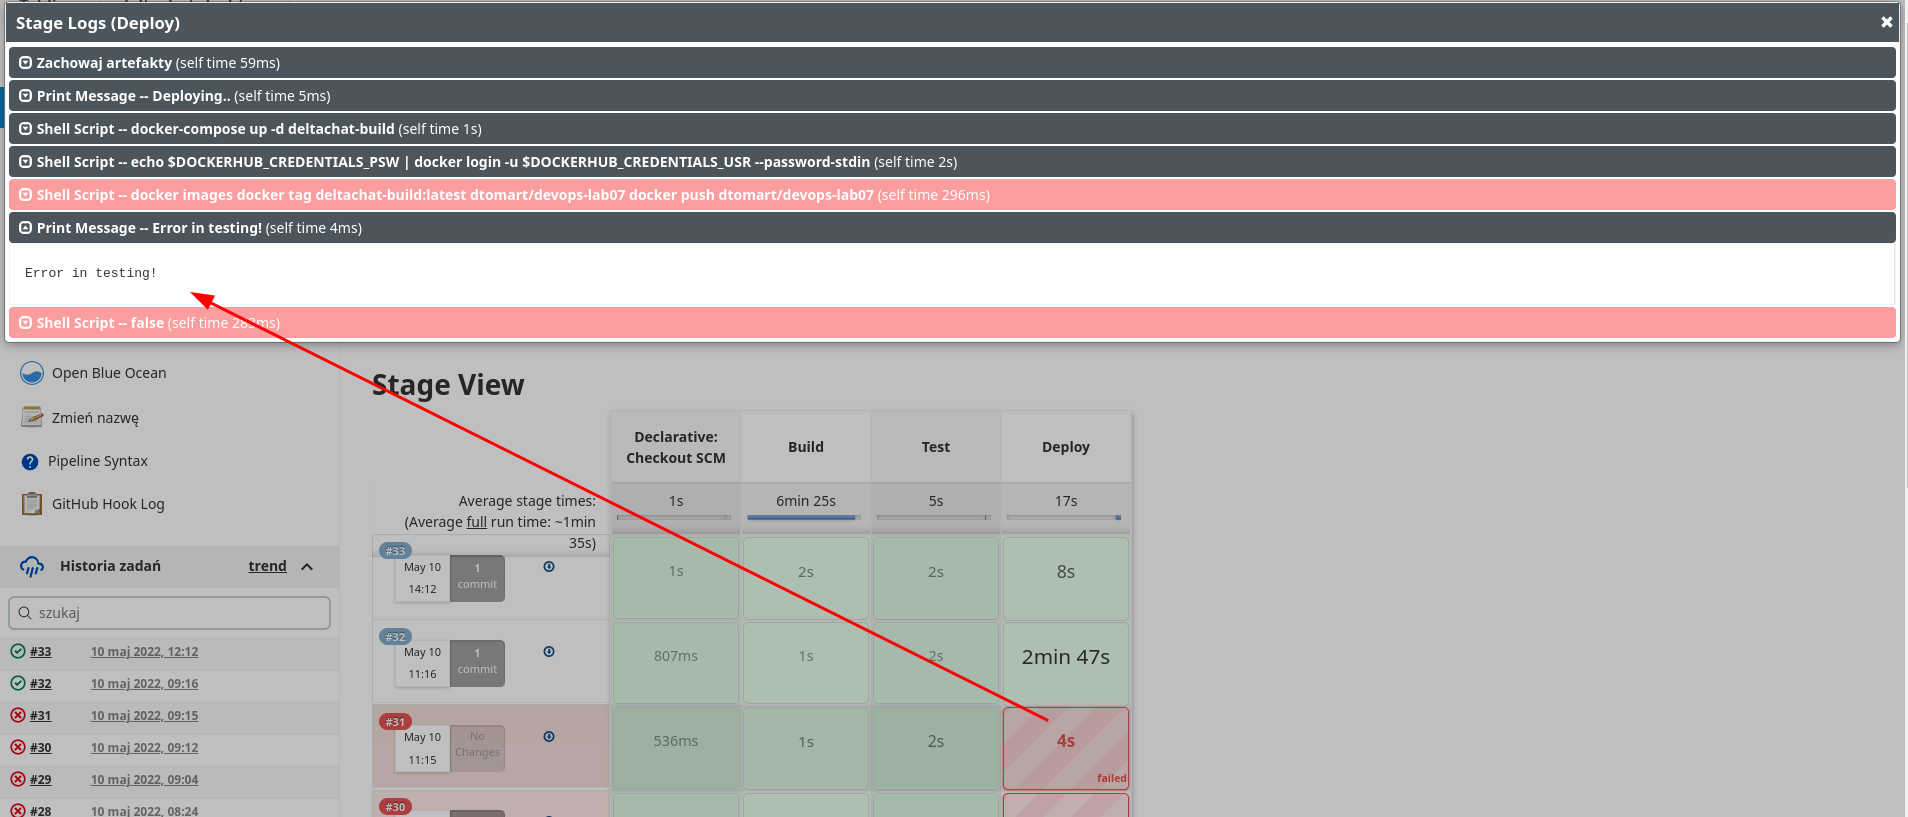 Stage Logs (Deploy)
Zachowaj artefakty (self time 59ms)
Print Message -- Deploying.. (self time 5ms)
Shell Script -- docker-compose up -d deltachat-build (self time 1s)
Shell Script -- echo $DOCKERHUB_CREDENTIALS_PSW | docker login -u $DOCKERHUB_CREDENTIALS_USR --password-stdin (self time 2s)
Shell Script -- docker images docker tag deltachat-build:latest dtomart/devops-lab07 docker push dtomart/devops-lab07 (self time 296ms)
Print Message -- Error in testing! (self time 4ms)
Error in testing!
Shell Script -- false (self time 283ms)
Open Blue Ocean
Zmień nazwę
Pipeline Syntax
GitHub Hook Log
Historia zadań trend
szukaj
#33 10 maj 2022, 12:12
#32 10 maj 2022, 09:16
#31 10 maj 2022, 09:15
#30 10 maj 2022, 09:12
#29 10 maj 2022, 09:04
#28 10 maj 2022, 08:24
Stage View
Declarative:
Checkout SCM
Build
Test
Deploy
Average stage times:
(Average full run time: ~1min
35s)
1s
6min 25s
5s
17s
#33
May 10
14:12
1
commit
1s
2s
2s
8s
#32
May 10
11:16
1
commit
807ms
1s
2s
2min 47s
#31
May 10
11:15
No
Changes
536ms
1s
2s
4s
failed
#30